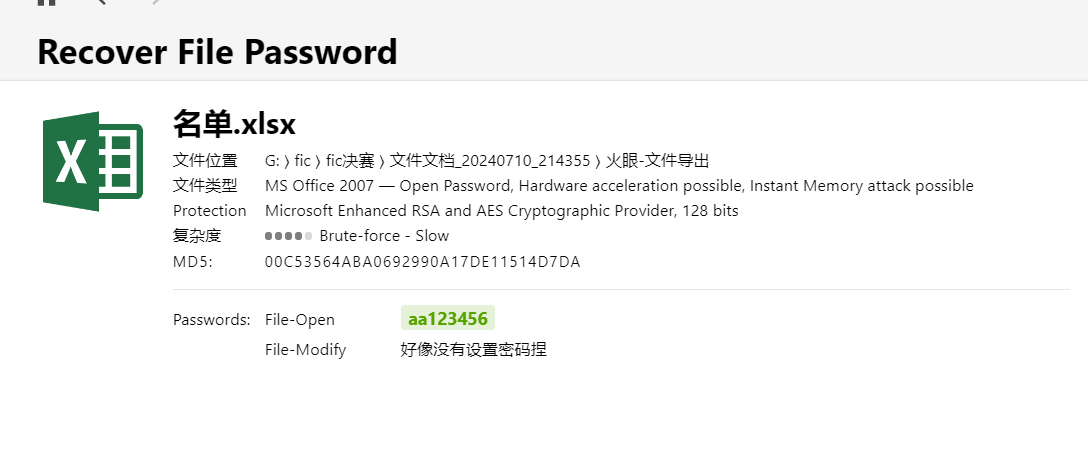 Recover File Password
名单.xlsx
文件位置 G: 〉fic 〉fic决赛 〉文件文档_20240710_214355 〉火眼-文件导出
文件类型 MS Office 2007 — Open Password, Hardware acceleration possible, Instant Memory attack possible
Protection Microsoft Enhanced RSA and AES Cryptographic Provider, 128 bits
复杂度 Brute-force - Slow
MD5: 00C53564ABA0692990A17DE11514D7DA
Passwords: File-Open aa123456
File-Modify 好像没有设置密码捏